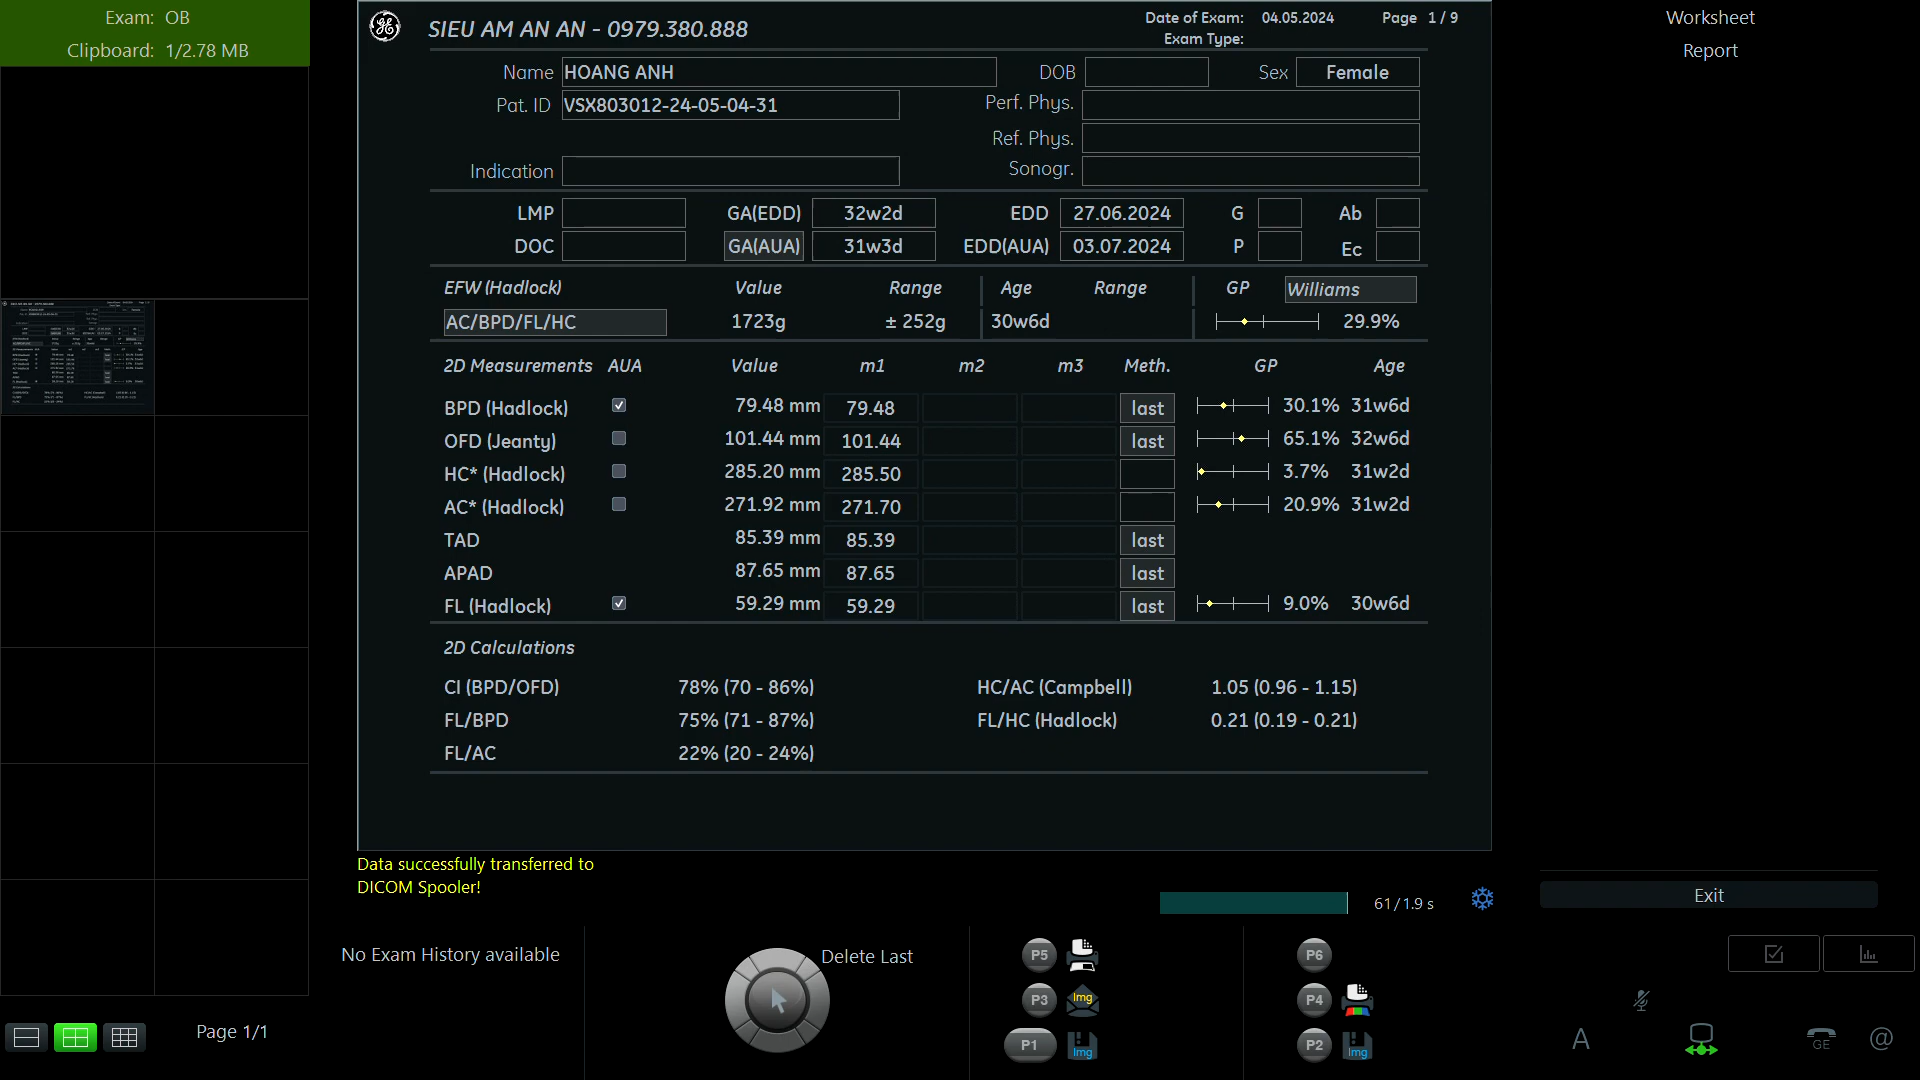 Exam: OB
Clipboard: 1/2.78 MB
SIEU AM AN AN - 0979.380.888
Date of Exam: 04.05.2024 Page 1 / 9
Exam Type:
Name HOANG ANH DOB Sex Female
Pat. ID VSX803012-24-05-04-31 Perf. Phys.
Ref. Phys.
Indication Sonogr.
LMP GA(EDD) 32w2d EDD 27.06.2024 G Ab
DOC GA(AUA) 31w3d EDD(AUA) 03.07.2024 P Ec
EFW (Hadlock) Value Range Age Range GP Williams
AC/BPD/FL/HC 1723g ± 252g 30w6d 29.9%
2D Measurements AUA Value m1 m2 m3 Meth. GP Age
BPD (Hadlock) 79.48 mm 79.48 last 30.1% 31w6d
OFD (Jeanty) 101.44 mm 101.44 last 65.1% 32w6d
HC* (Hadlock) 285.20 mm 285.50 3.7% 31w2d
AC* (Hadlock) 271.92 mm 271.70 20.9% 31w2d
TAD 85.39 mm 85.39 last
APAD 87.65 mm 87.65 last
FL (Hadlock) 59.29 mm 59.29 last 9.0% 30w6d
2D Calculations
CI (BPD/OFD) 78% (70 - 86%) HC/AC (Campbell) 1.05 (0.96 - 1.15)
FL/BPD 75% (71 - 87%) FL/HC (Hadlock) 0.21 (0.19 - 0.21)
FL/AC 22% (20 - 24%)
Data successfully transferred to
DICOM Spooler!
61/1.9 s
Worksheet
Report
Exit
No Exam History available
Delete Last
P5
P3 Img
P1 Img
P6
P4
P2 Img
A GE @
Page 1/1